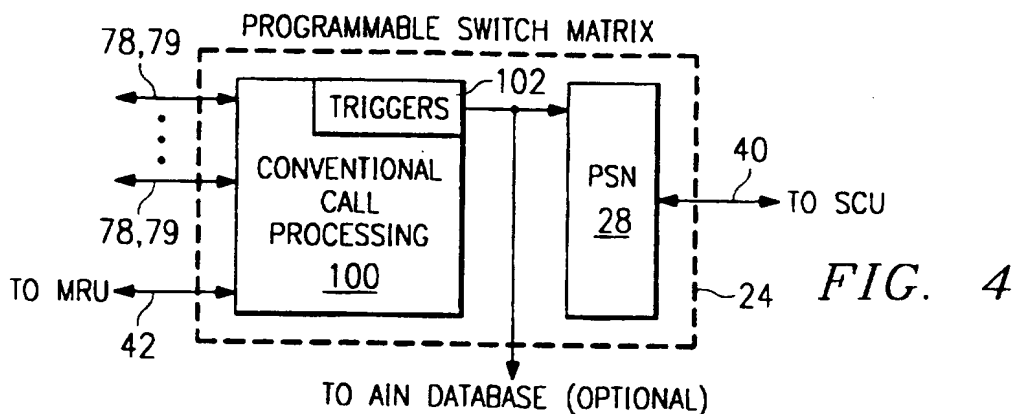 PROGRAMMABLE SWITCH MATRIX
78,79
102
TRIGGERS
CONVENTIONAL
CALL
PROCESSING
100
78,79
PSN
28
40
TO SCU
TO MRU
42
24
FIG. 4
TO AIN DATABASE (OPTIONAL)